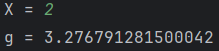 X = 2
g = 3.276791281500042